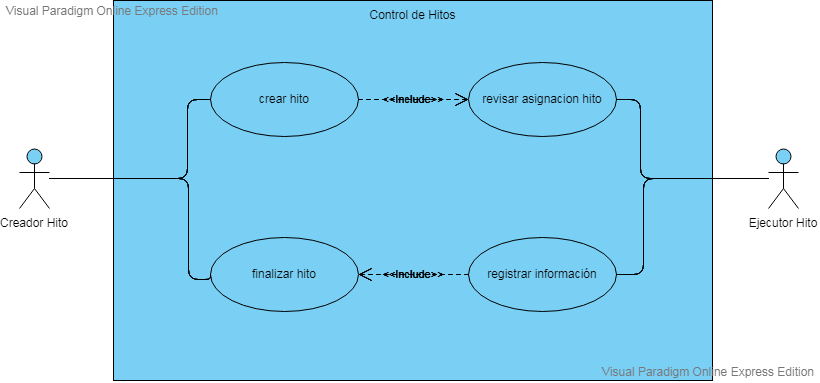 Visual Paradigm Online Express Edition
Control de Hitos
crear hito
<<Include>>
revisar asignacion hito
Creador Hito
Ejecutor Hito
finalizar hito
<<Include>>
registrar información
Visual Paradigm Online Express Edition